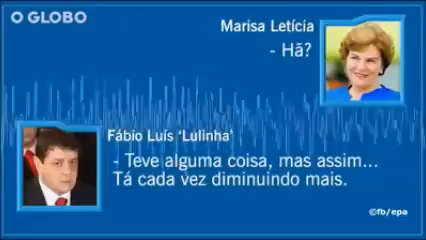 O GLOBO
Marisa Letícia
- Hã?
Fábio Luís ‘Lulinha’
- Teve alguma coisa, mas assim...
Tá cada vez diminuindo mais.
©fb/epa